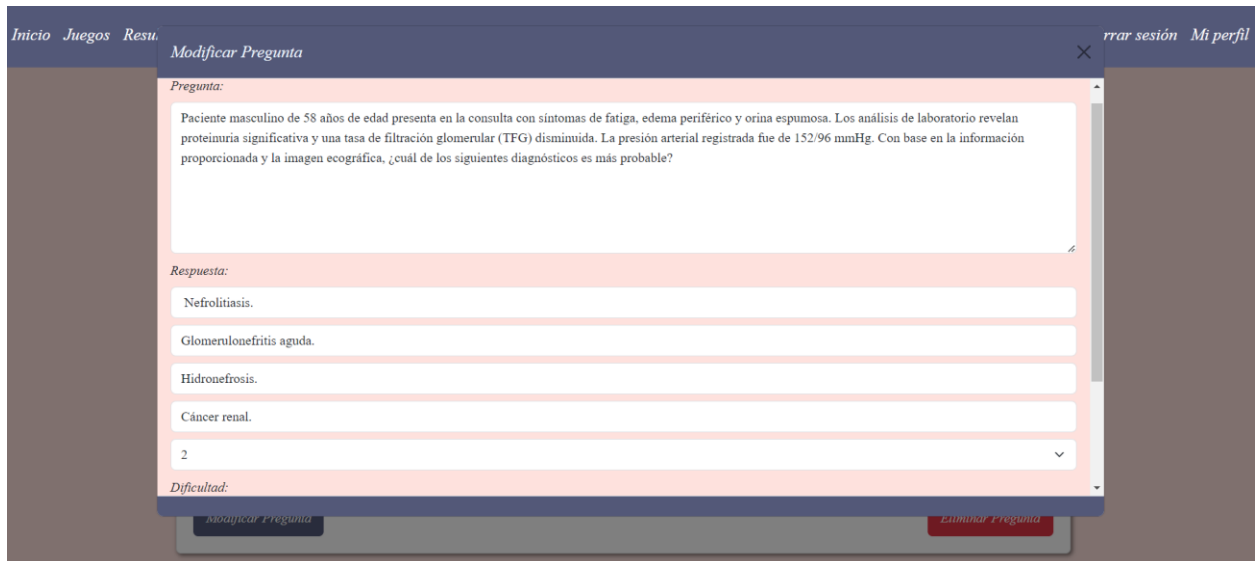 Inicio Juegos Resu
rrar sesión Mi perfil
Modificar Pregunta
Pregunta:
Paciente masculino de 58 años de edad presenta en la consulta con síntomas de fatiga, edema periférico y orina espumosa. Los análisis de laboratorio revelan
proteinuria significativa y una tasa de filtración glomerular (TFG) disminuida. La presión arterial registrada fue de 152/96 mmHg. Con base en la información
proporcionada y la imagen ecográfica, ¿cuál de los siguientes diagnósticos es más probable?
Respuesta:
Nefrolitiasis.
Glomerulonefritis aguda.
Hidronefrosis.
Cáncer renal.
2
Dificultad:
Modificar Pregunta
Eliminar Pregunta